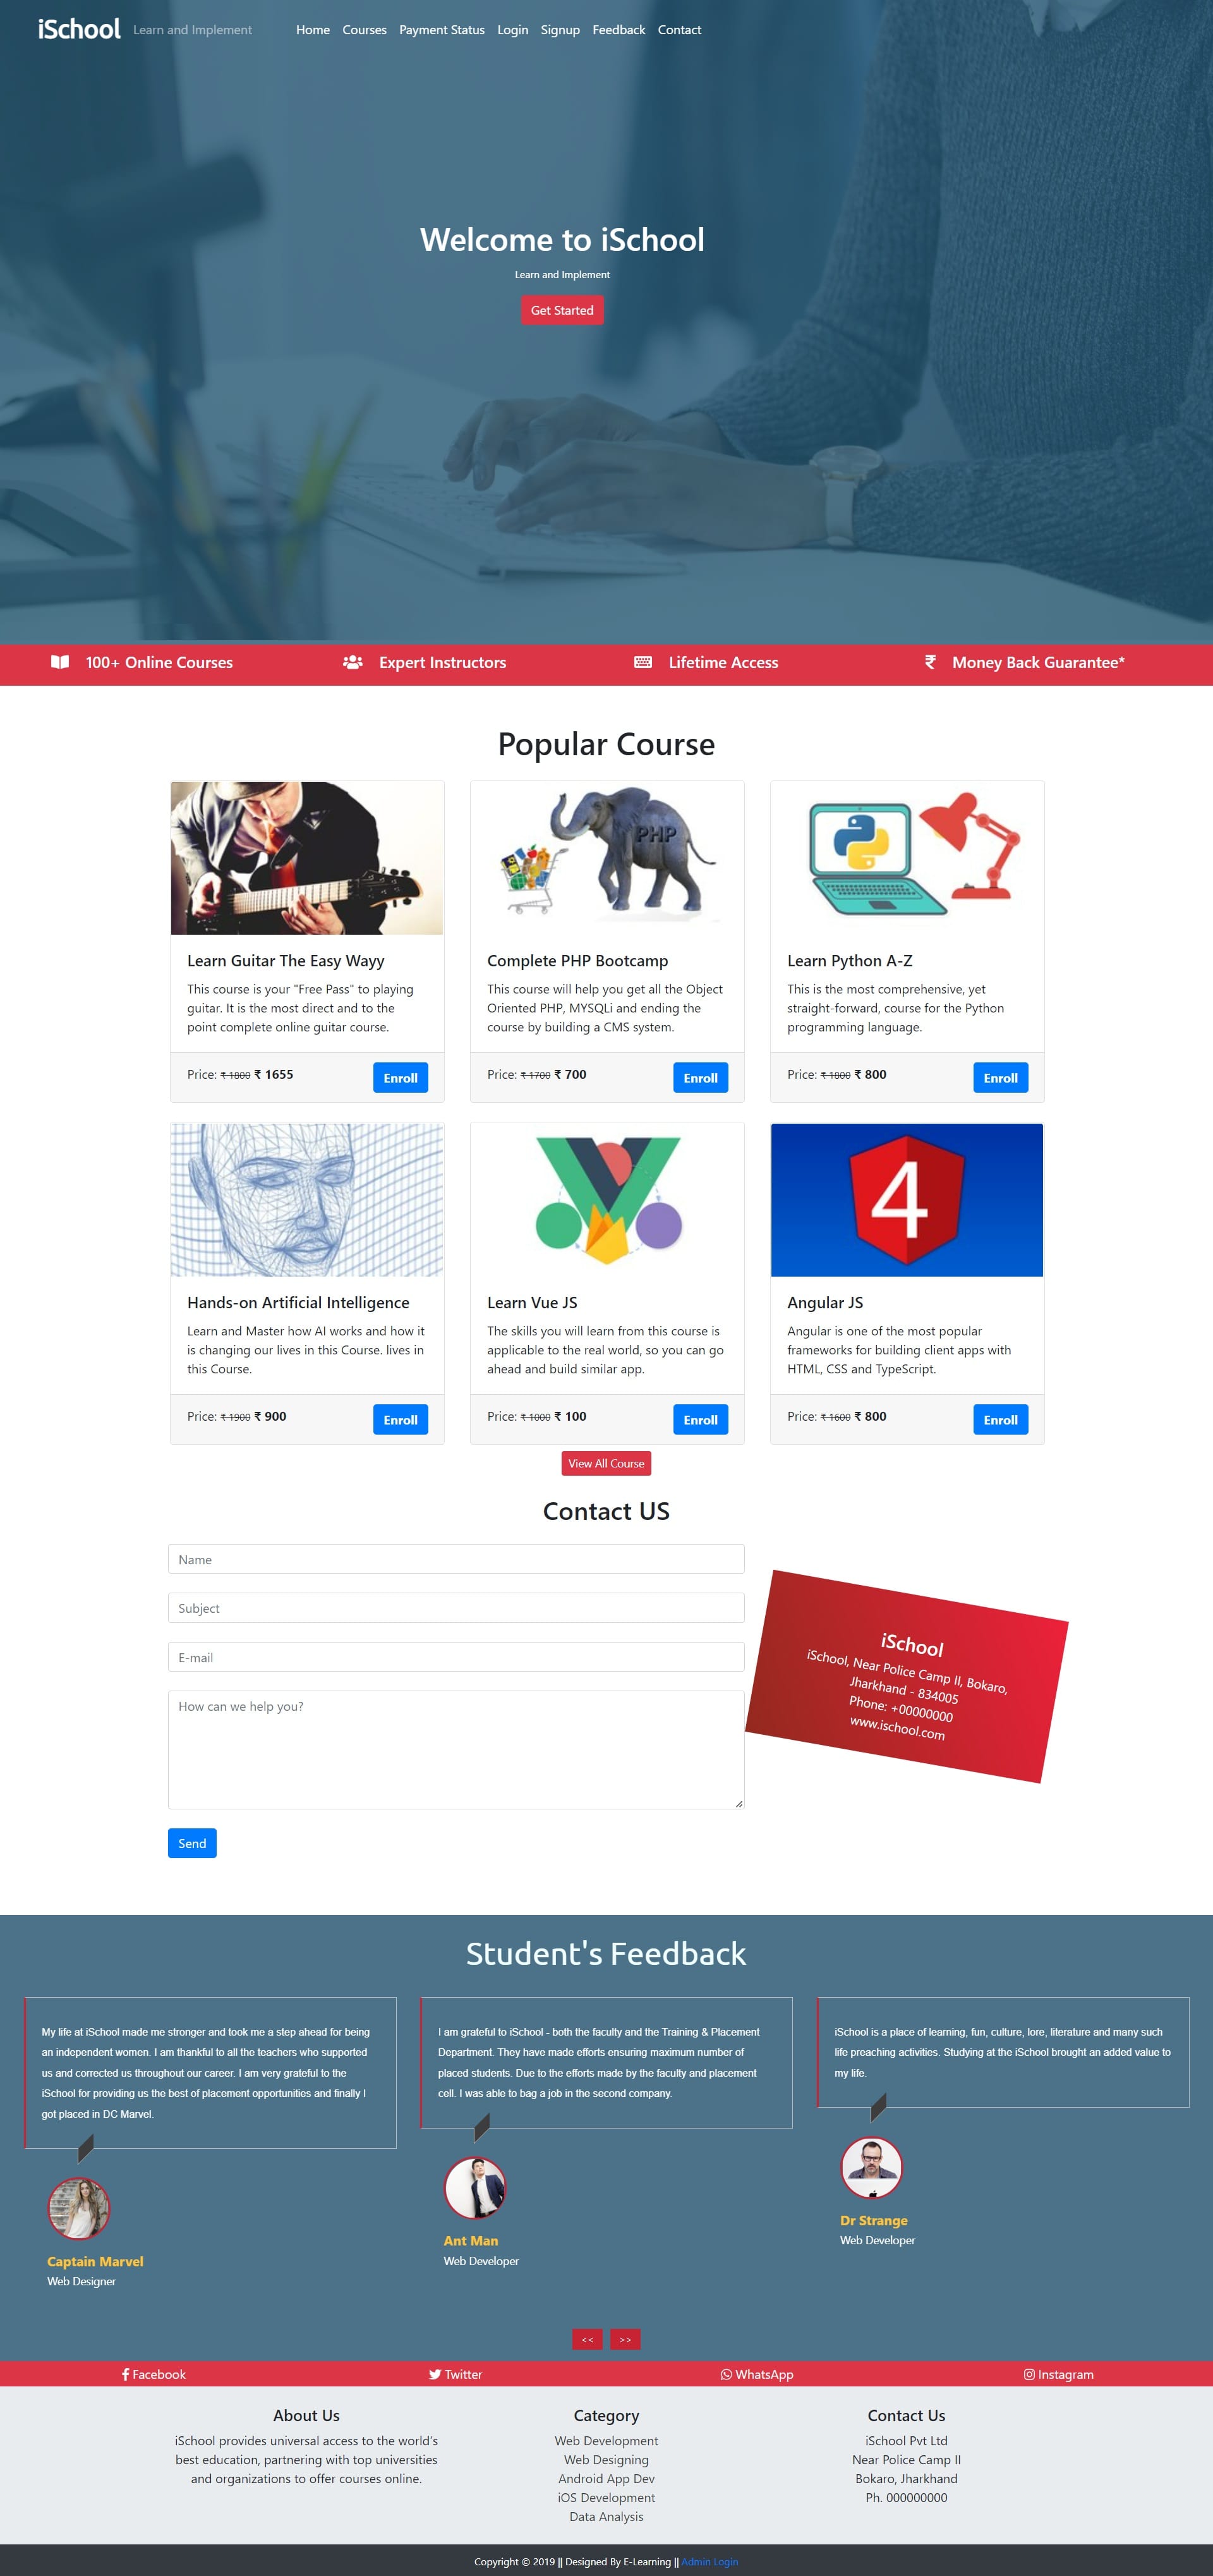 iSchool Learn and Implement Home Courses Payment Status Login Signup Feedback Contact
Welcome to iSchool
Learn and Implement
Get Started
100+ Online Courses Expert Instructors Lifetime Access ₹ Money Back Guarantee*
Popular Course
PHP
Learn Guitar The Easy Wayy
This course is your "Free Pass" to playing
guitar. It is the most direct and to the
point complete online guitar course.
Price: ₹ 1800 ₹ 1655 Enroll
Complete PHP Bootcamp
This course will help you get all the Object
Oriented PHP, MYSQLi and ending the
course by building a CMS system.
Price: ₹ 1700 ₹ 700 Enroll
Learn Python A-Z
This is the most comprehensive, yet
straight-forward, course for the Python
programming language.
Price: ₹ 1800 ₹ 800 Enroll
4
Hands-on Artificial Intelligence
Learn and Master how AI works and how it
is changing our lives in this Course. lives in
this Course.
Price: ₹ 1900 ₹ 900 Enroll
Learn Vue JS
The skills you will learn from this course is
applicable to the real world, so you can go
ahead and build similar app.
Price: ₹ 1000 ₹ 100 Enroll
Angular JS
Angular is one of the most popular
frameworks for building client apps with
HTML, CSS and TypeScript.
Price: ₹ 1600 ₹ 800 Enroll
View All Course
Contact US
Name
Subject
E-mail
How can we help you?
Send
iSchool
iSchool, Near Police Camp II, Bokaro,
Jharkhand - 834005
Phone: +00000000
www.ischool.com
Student's Feedback
My life at iSchool made me stronger and took me a step ahead for being
an independent women. I am thankful to all the teachers who supported
us and corrected us throughout our career. I am very grateful to the
iSchool for providing us the best of placement opportunities and finally I
got placed in DC Marvel.
Captain Marvel
Web Designer
I am grateful to iSchool - both the faculty and the Training & Placement
Department. They have made efforts ensuring maximum number of
placed students. Due to the efforts made by the faculty and placement
cell. I was able to bag a job in the second company.
Ant Man
Web Developer
iSchool is a place of learning, fun, culture, lore, literature and many such
life preaching activities. Studying at the iSchool brought an added value to
my life.
Dr Strange
Web Developer
<< >>
Facebook Twitter WhatsApp Instagram
About Us
iSchool provides universal access to the world's
best education, partnering with top universities
and organizations to offer courses online.
Category
Web Development
Web Designing
Android App Dev
iOS Development
Data Analysis
Contact Us
iSchool Pvt Ltd
Near Police Camp II
Bokaro, Jharkhand
Ph. 000000000
Copyright © 2019 || Designed By E-Learning || Admin Login